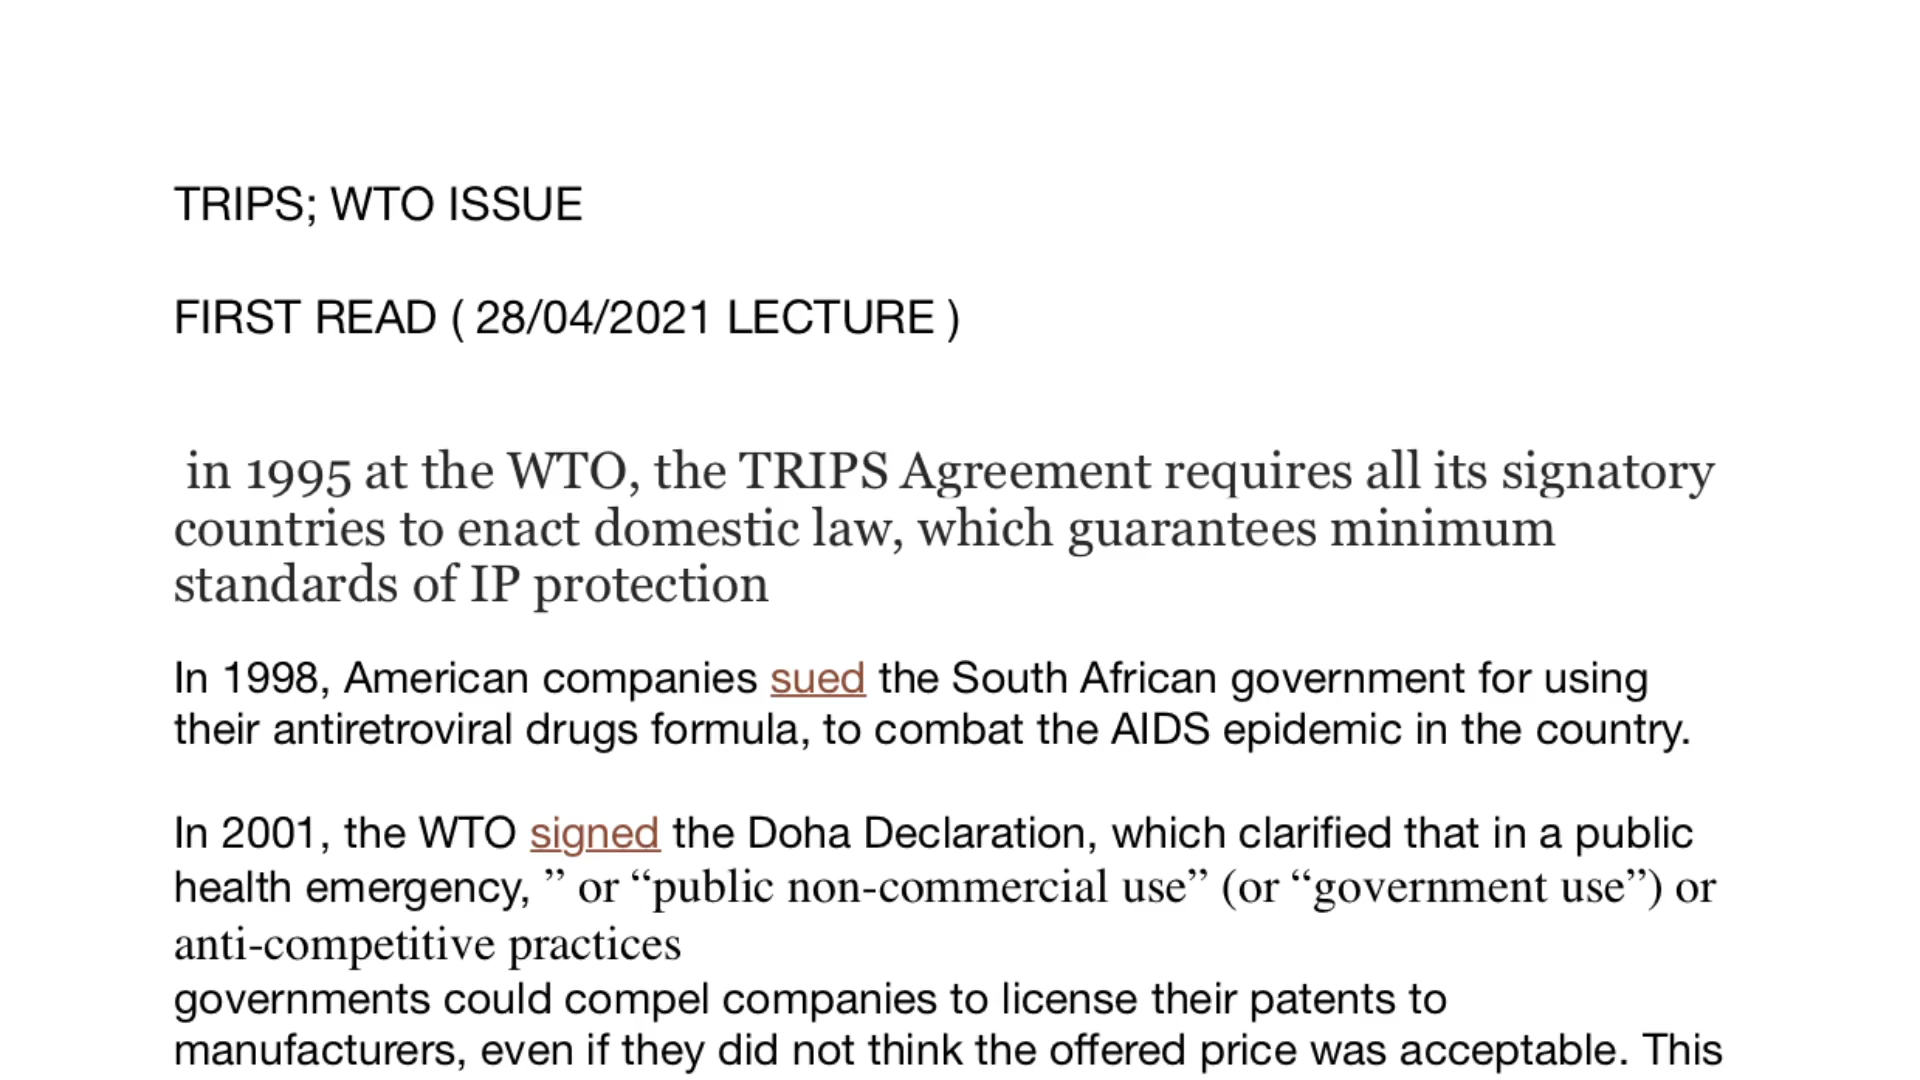 TRIPS; WTO ISSUE
FIRST READ ( 28/04/2021 LECTURE )
in 1995 at the WTO, the TRIPS Agreement requires all its signatory
countries to enact domestic law, which guarantees minimum
standards of IP protection
In 1998, American companies sued the South African government for using
their antiretroviral drugs formula, to combat the AIDS epidemic in the country.
In 2001, the WTO signed the Doha Declaration, which clarified that in a public
health emergency, ” or “public non-commercial use” (or “government use”) or
anti-competitive practices
governments could compel companies to license their patents to
manufacturers, even if they did not think the offered price was acceptable. This